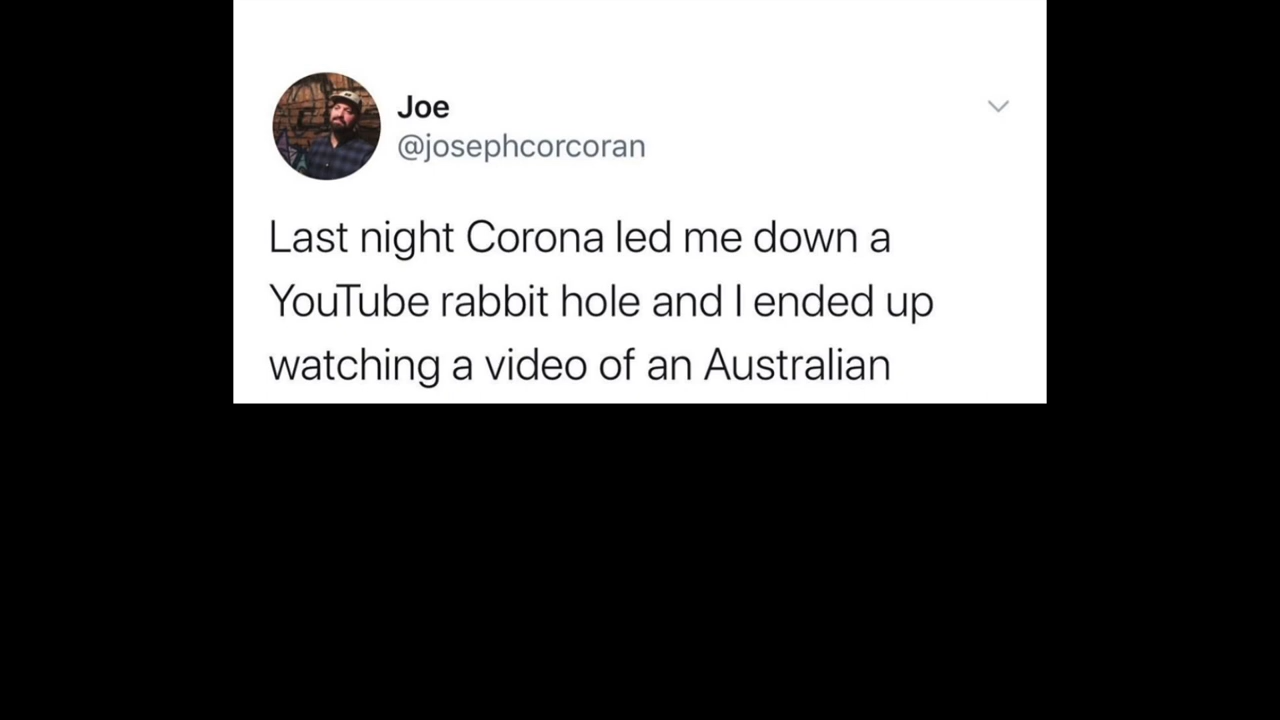 Joe
@josephcorcoran
Last night Corona led me down a
YouTube rabbit hole and I ended up
watching a video of an Australian